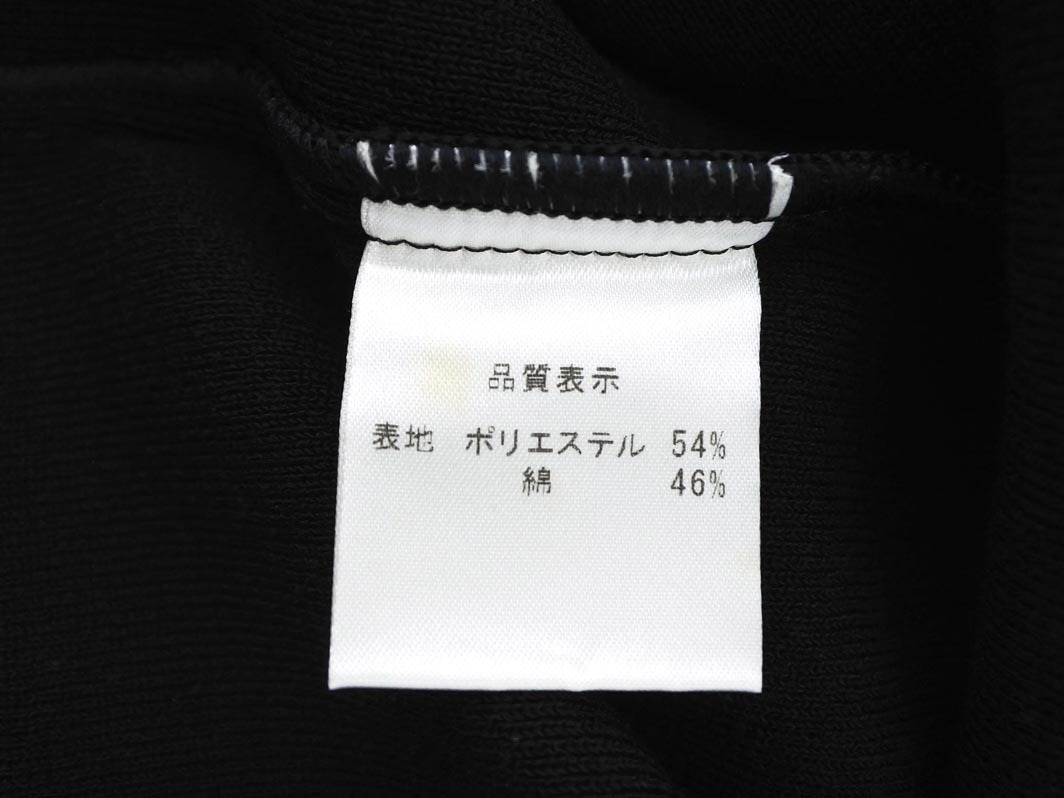 品質表示
表地 ポリエステル 54%
綿 46%